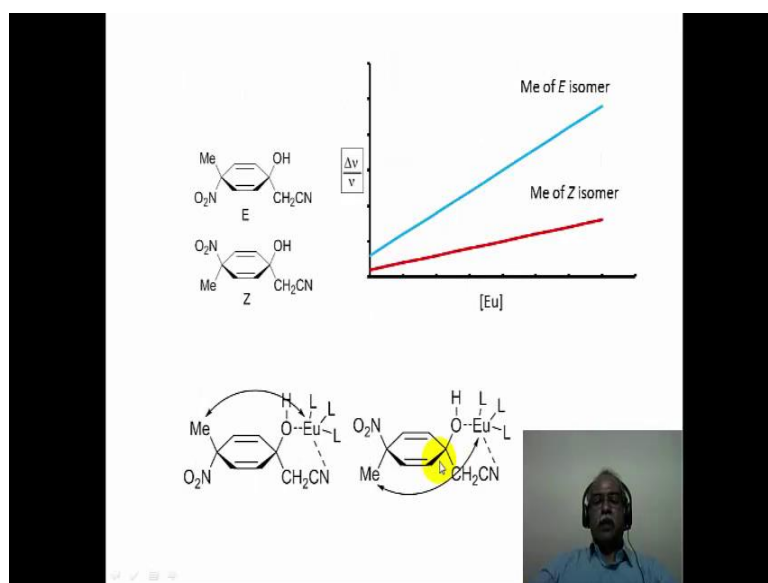 Me of E isomer
Me of Z isomer
Δν
ν
[Eu]
Me
OH
O₂N
CH₂CN
E
O₂N
OH
Me
CH₂CN
Z
H
L
L
Me
O
Eu
L
O₂N
CH₂CN
H
L
L
O₂N
O
Eu
L
Me
CH₂CN